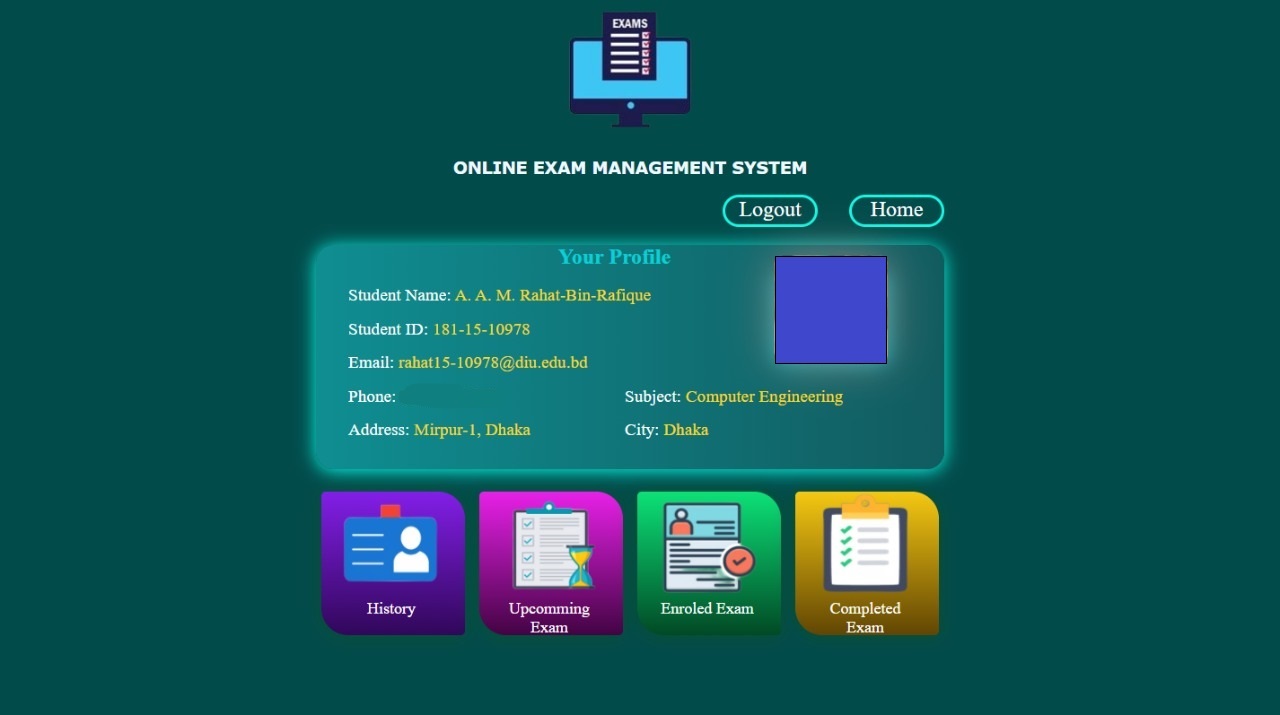 EXAMS
ONLINE EXAM MANAGEMENT SYSTEM
Logout Home
Your Profile
Student Name: A. A. M. Rahat-Bin-Rafique
Student ID: 181-15-10978
Email: rahat15-10978@diu.edu.bd
Phone: Subject: Computer Engineering
Address: Mirpur-1, Dhaka City: Dhaka
History Upcomming Enroled Exam Completed
Exam Exam